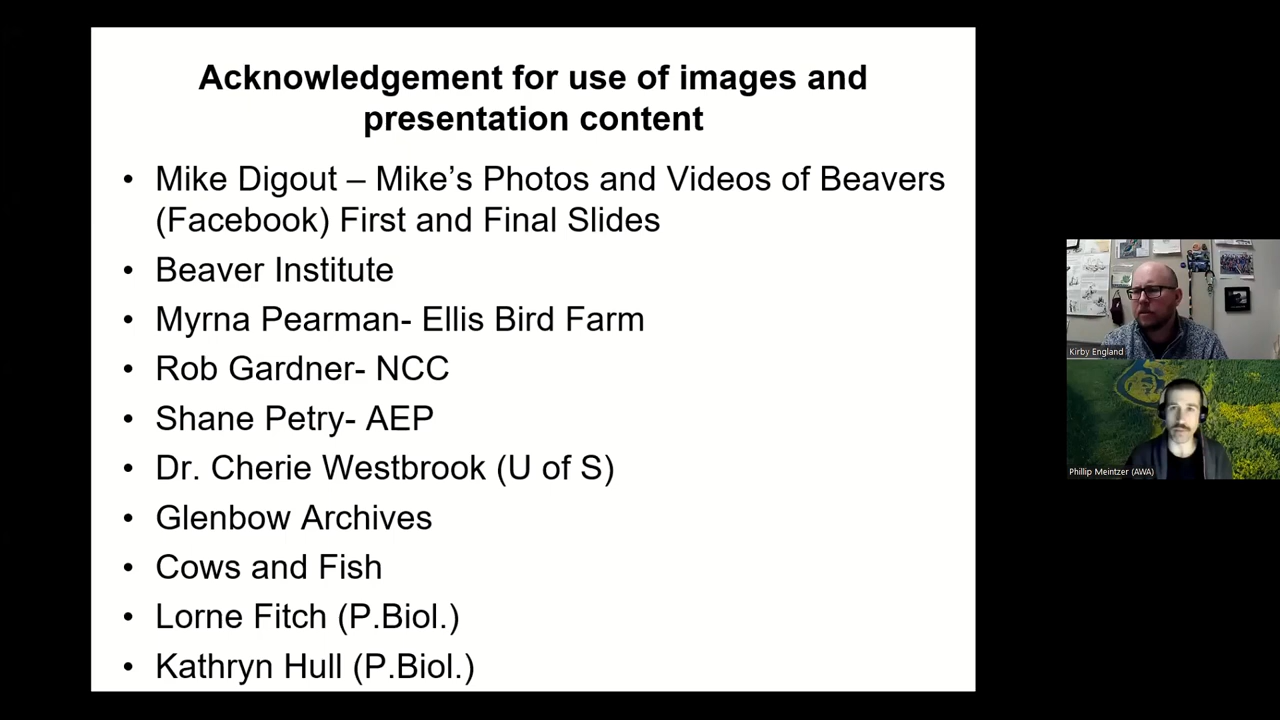 Acknowledgement for use of images and
presentation content
• Mike Digout – Mike’s Photos and Videos of Beavers
(Facebook) First and Final Slides
• Beaver Institute
• Myrna Pearman- Ellis Bird Farm
• Rob Gardner- NCC
• Shane Petry- AEP
• Dr. Cherie Westbrook (U of S)
• Glenbow Archives
• Cows and Fish
• Lorne Fitch (P.Biol.)
• Kathryn Hull (P.Biol.)
Kirby England
Phillip Meintzer (AWA)